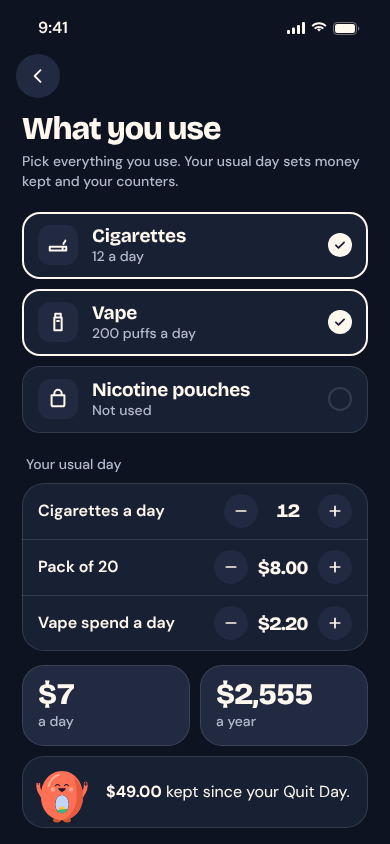 9:41
What you use
Pick everything you use. Your usual day sets money
kept and your counters.
Cigarettes
12 a day
Vape
200 puffs a day
Nicotine pouches
Not used
Your usual day
Cigarettes a day − 12 +
Pack of 20 − $8.00 +
Vape spend a day − $2.20 +
$7
a day
$2,555
a year
$49.00 kept since your Quit Day.